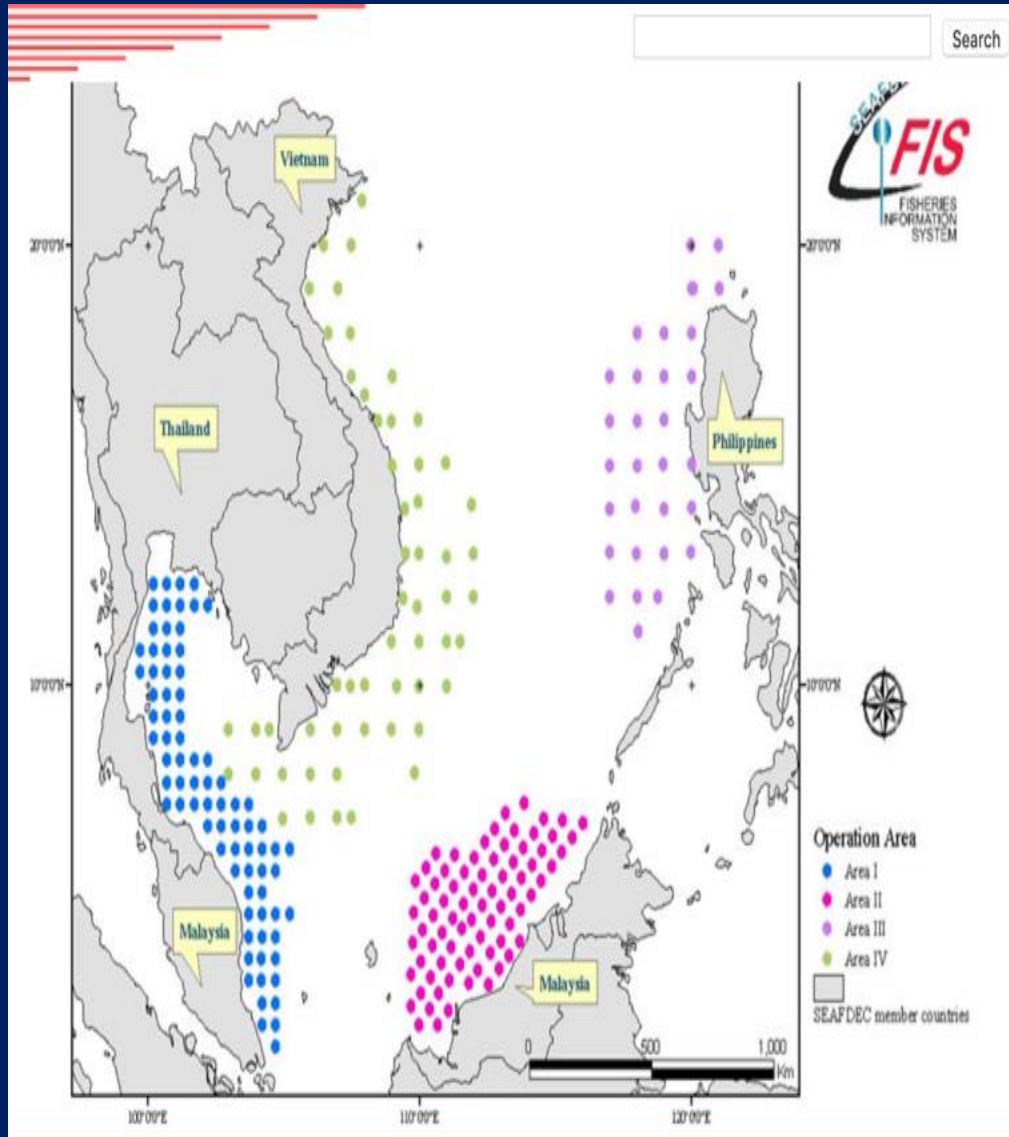 Search
SEAFD
FIS
FISHERIES
INFORMATION
SYSTEM
Vietnam
20°0'0"N
20°0'0"N
Thailand
Philippines
10°0'0"N
10°0'0"N
Operation Area
Area I
Area II
Area III
Area IV
SEAFDEC member countries
Malaysia
Malaysia
0 500 1,000
Km
100°0'0"E 110°0'0"E 120°0'0"E